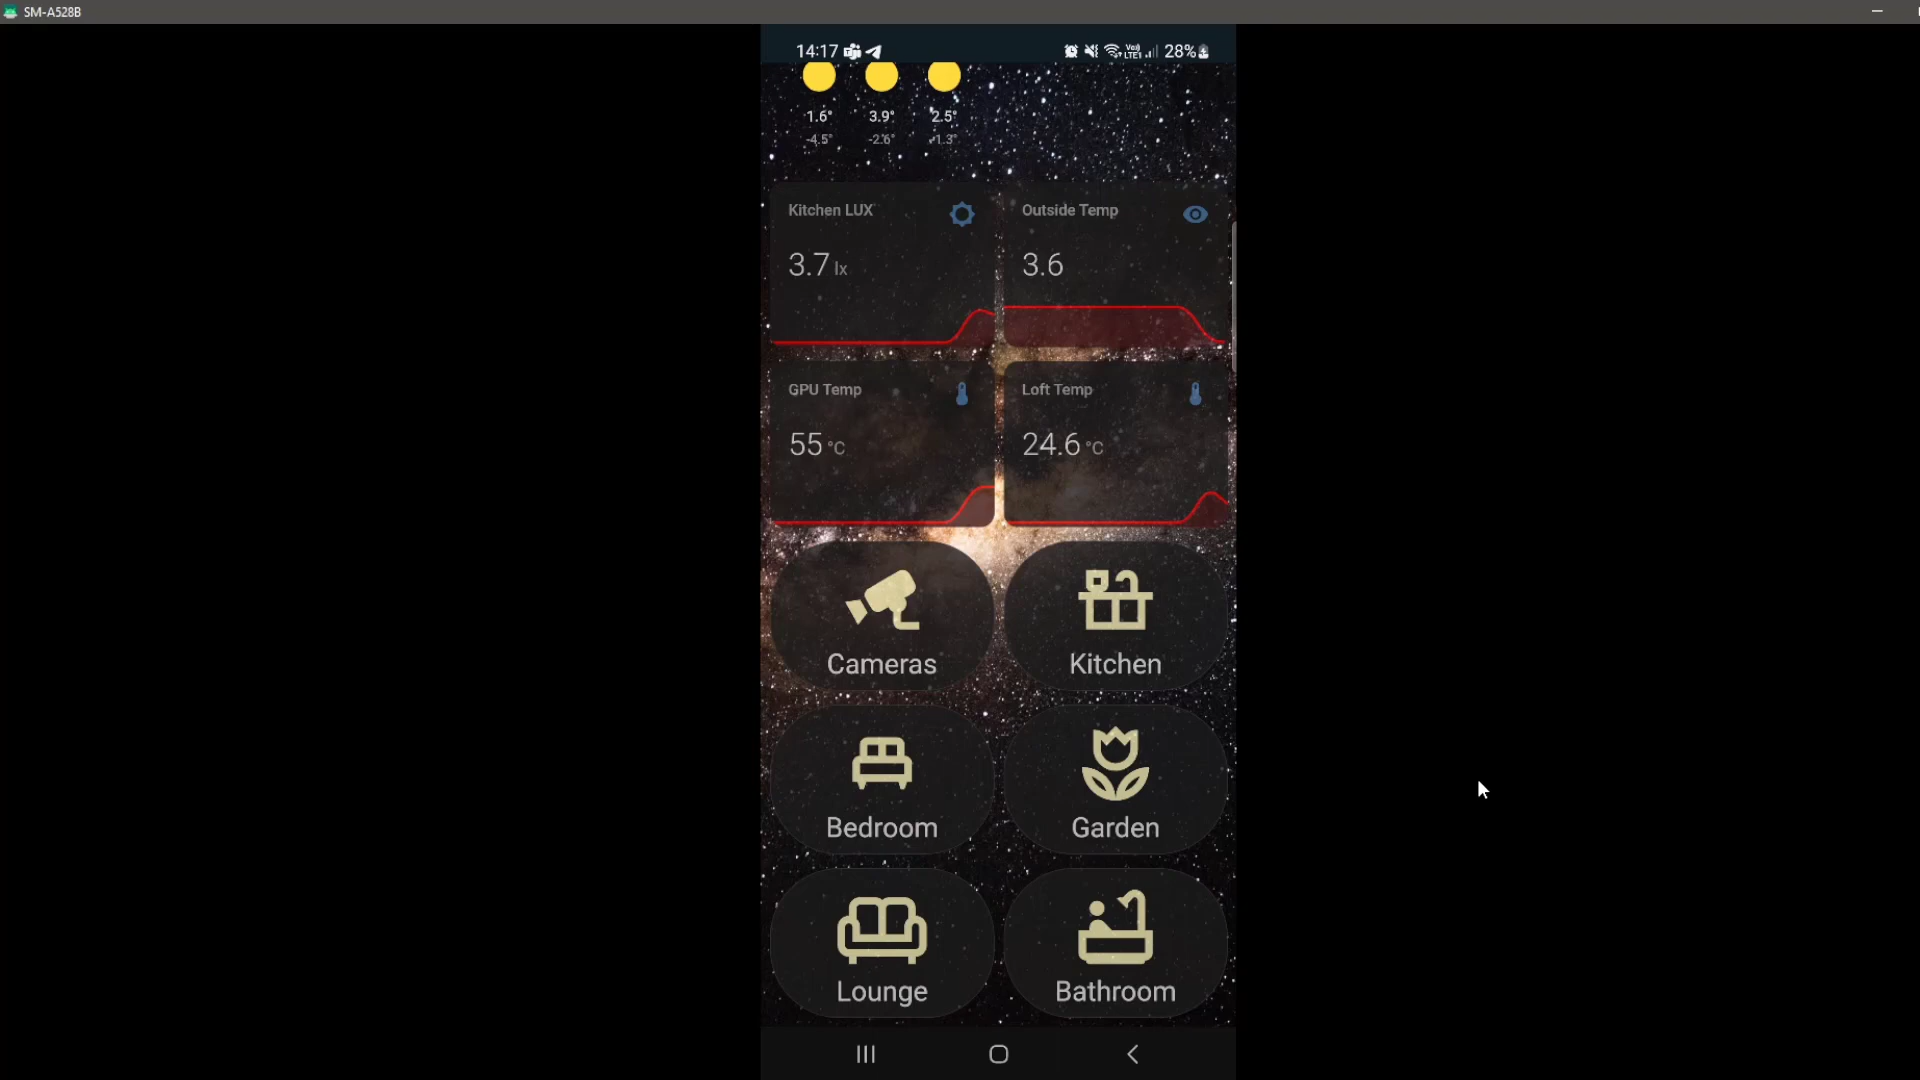 SM-A528B
14:17 28%
1.6° 3.9° 2.5°
-4.5° -2.6° -1.3°
Kitchen LUX Outside Temp
3.7 lx 3.6
GPU Temp Loft Temp
55 °C 24.6 °C
Cameras Kitchen
Bedroom Garden
Lounge Bathroom